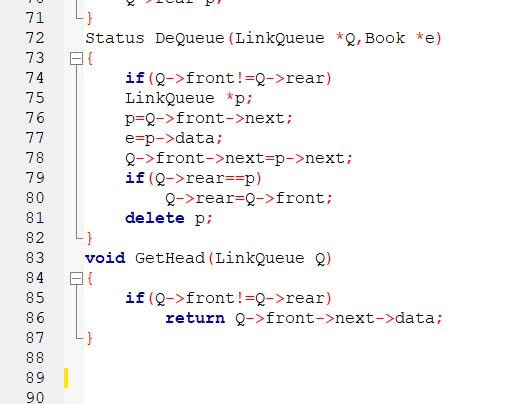 70 Q->rear p;
71 }
72 Status DeQueue(LinkQueue *Q,Book *e)
73 {
74 if(Q->front!=Q->rear)
75 LinkQueue *p;
76 p=Q->front->next;
77 e=p->data;
78 Q->front->next=p->next;
79 if(Q->rear==p)
80 Q->rear=Q->front;
81 delete p;
82 }
83 void GetHead(LinkQueue Q)
84 {
85 if(Q->front!=Q->rear)
86 return Q->front->next->data;
87 }
88
89
90